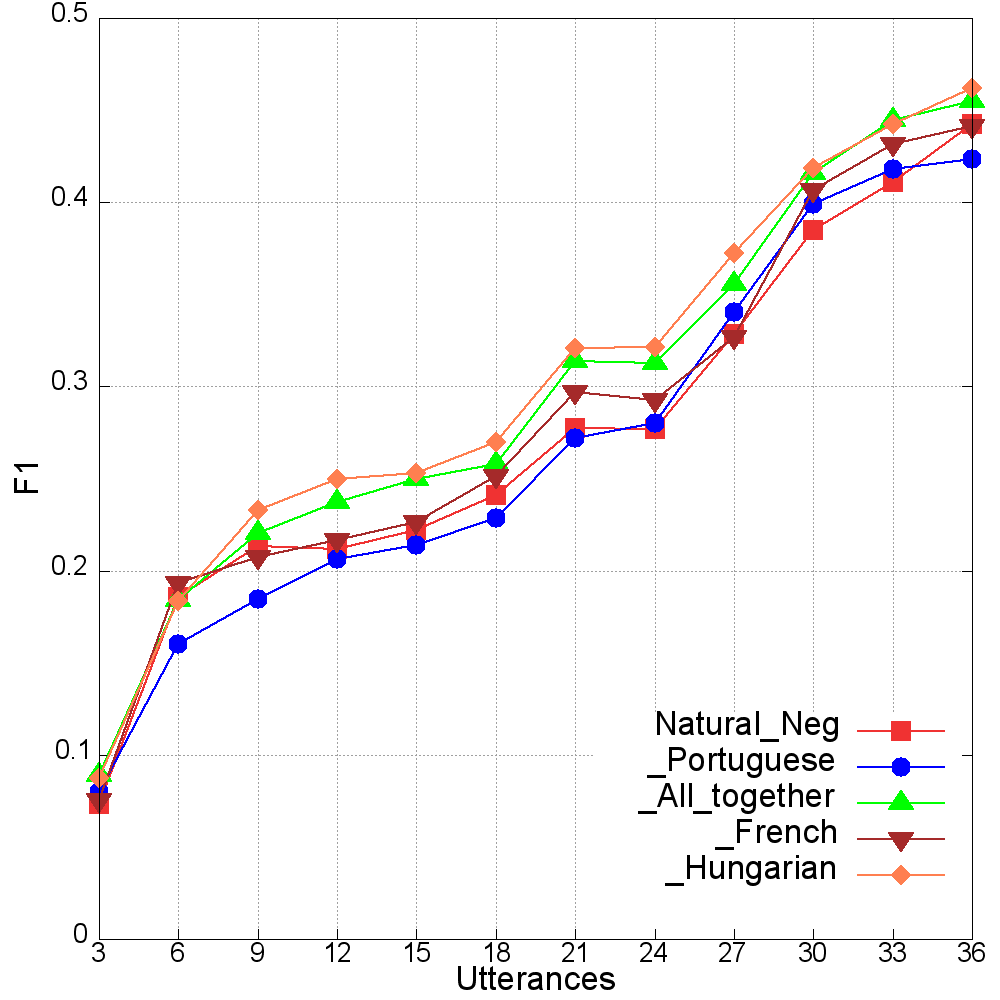 0.5
0.4
0.3
0.2
0.1
0
F1
Natural_Neg
_Portuguese
_All_together
_French
_Hungarian
3 6 9 12 15 18 21 24 27 30 33 36
Utterances